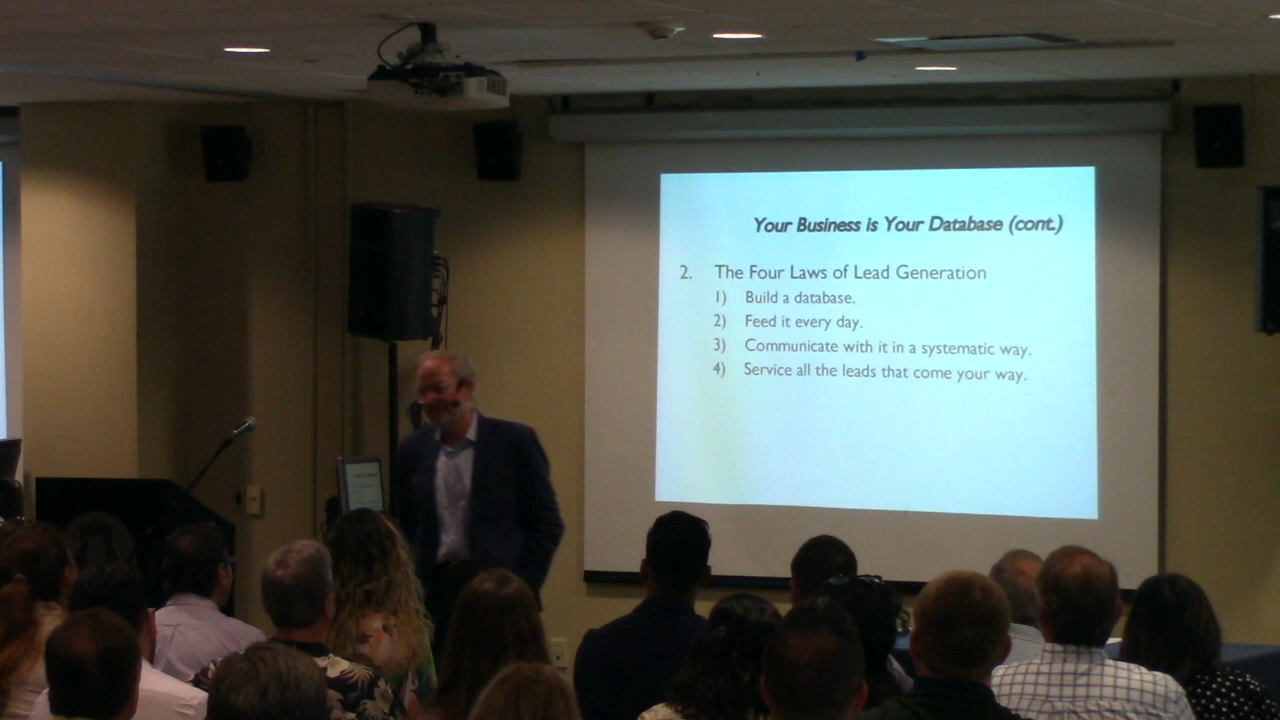 Your Business is Your Database (cont.)
2. The Four Laws of Lead Generation
1) Build a database.
2) Feed it every day.
3) Communicate with it in a systematic way.
4) Service all the leads that come your way.